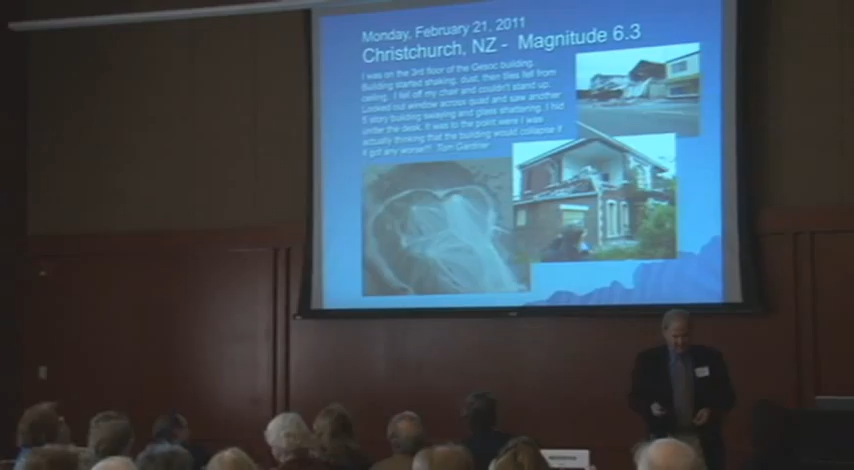 Monday, February 21, 2011
Christchurch, NZ - Magnitude 6.3
I was on the 3rd floor of the Gesoc building.
Building started shaking, dust, then tiles fell from
ceiling. I fell off my chair and couldn't stand up.
Looked out window across quad and saw another
5 story building swaying and glass shattering. I hid
under the desk. It was to the point were I was
actually thinking that the building would collapse if
it got any worse!!! Tom Gardner